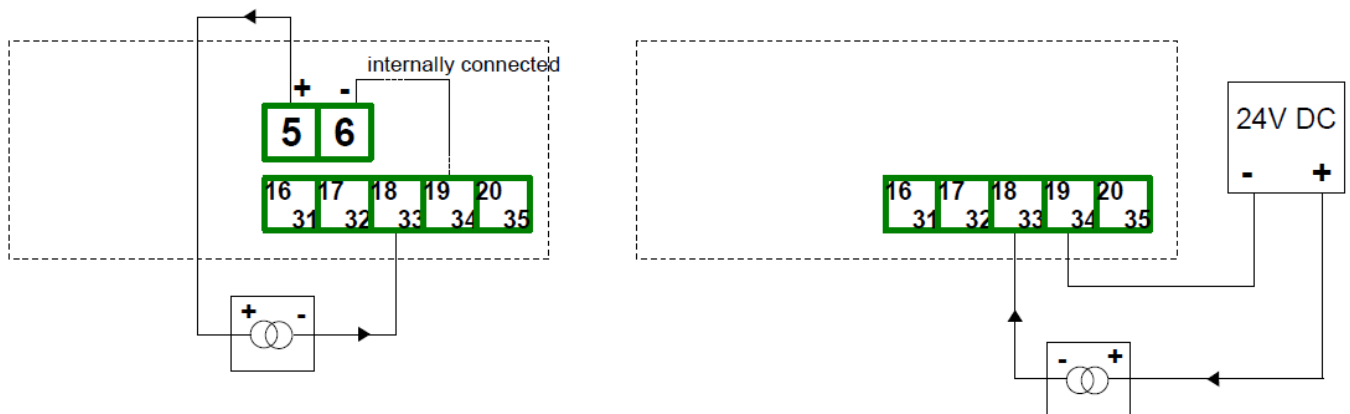 internally connected
+ -
5 6
16 17 18 19 20
31 32 33 34 35
+ -
24V DC
- +
16 17 18 19 20
31 32 33 34 35
- +